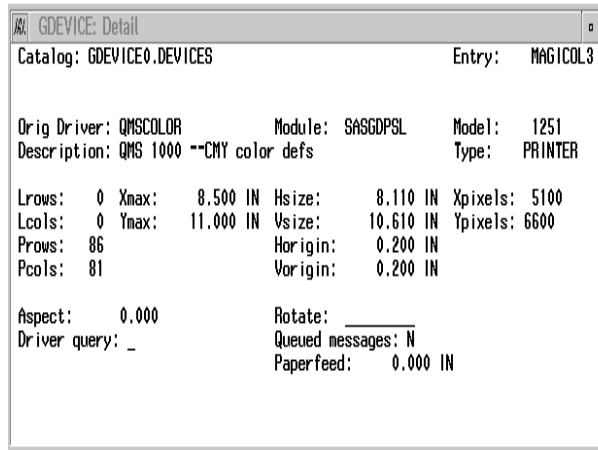 GDEVICE: Detail
Catalog: GDEVICE0.DEVICES Entry: MAGICOL3
Orig Driver: QMSCOLOR Module: SASGDPSL Model: 1251
Description: QMS 1000 --CMY color defs Type: PRINTER
Lrows: 0 Xmax: 8.500 IN Hsize: 8.110 IN Xpixels: 5100
Lcols: 0 Ymax: 11.000 IN Vsize: 10.610 IN Ypixels: 6600
Prows: 86 Horigin: 0.200 IN
Pcols: 81 Vorigin: 0.200 IN
Aspect: 0.000 Rotate: ________
Driver query: _ Queued messages: N
Paperfeed: 0.000 IN